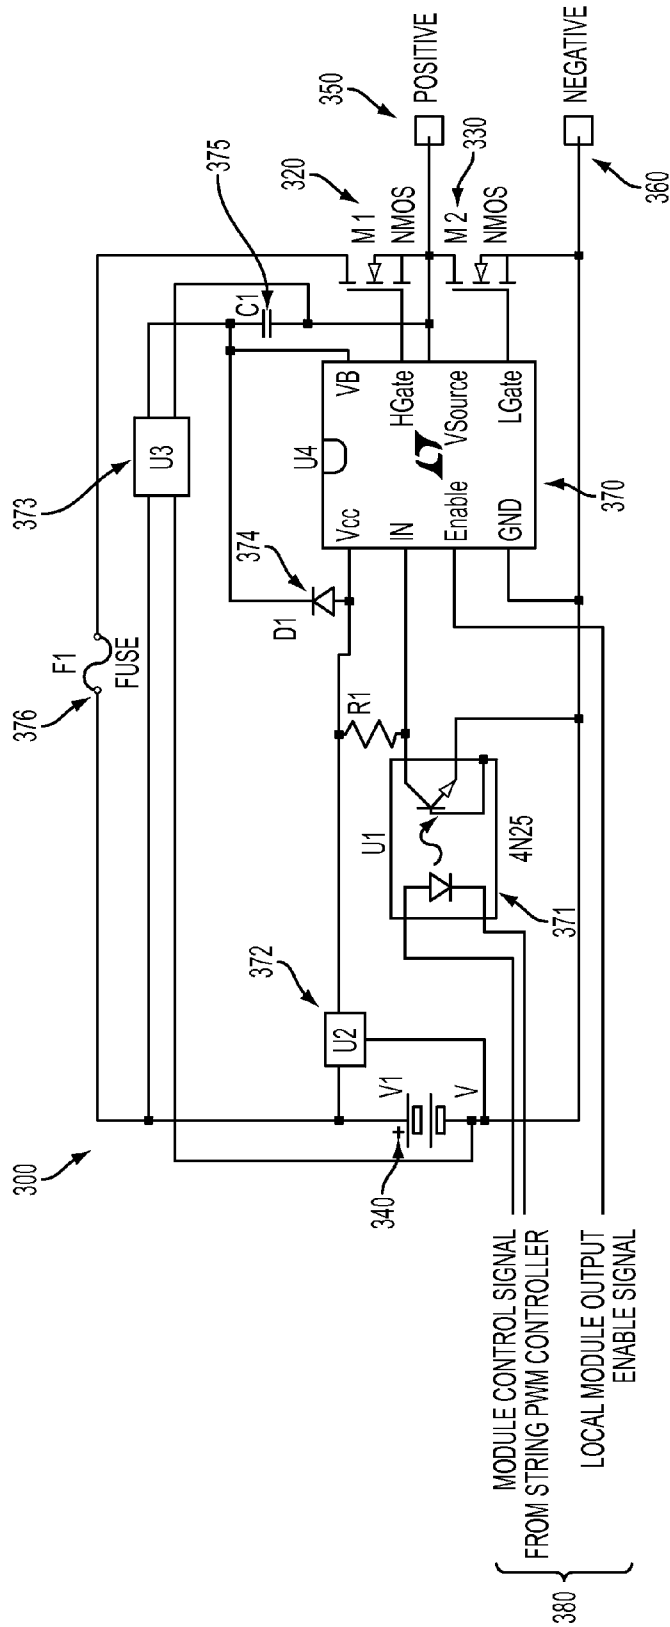 300
376
F1
FUSE
373
U3
375
C1
320
M1
NMOS
350
POSITIVE
M2
NMOS
330
NEGATIVE
360
374
D1
U4
Vcc
VB
IN
HGate
Enable
VSource
GND
LGate
370
372
U2
R1
V1
V
+
340
U1
4N25
371
MODULE CONTROL SIGNAL
FROM STRING PWM CONTROLLER
LOCAL MODULE OUTPUT
ENABLE SIGNAL
380